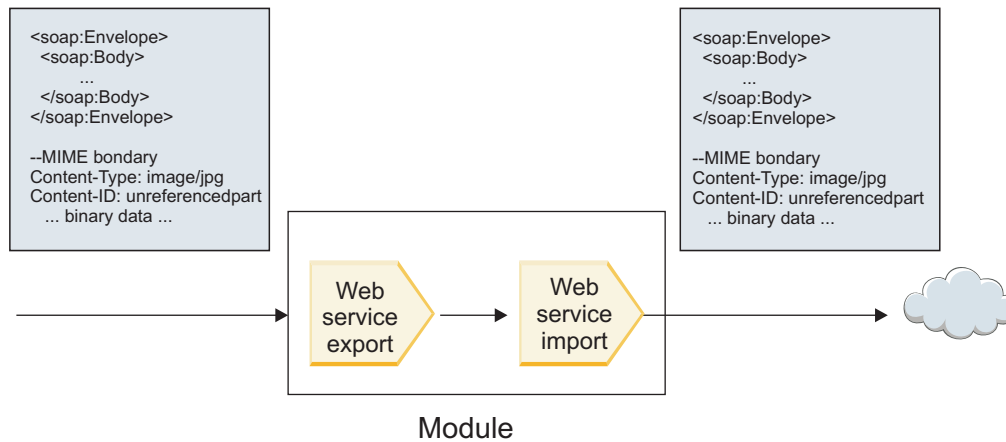 <soap:Envelope>
<soap:Body>
...
</soap:Body>
</soap:Envelope>
--MIME bondary
Content-Type: image/jpg
Content-ID: unreferencedpart
... binary data ...
<soap:Envelope>
<soap:Body>
...
</soap:Body>
</soap:Envelope>
--MIME bondary
Content-Type: image/jpg
Content-ID: unreferencedpart
... binary data ...
Web
service
export
Web
service
import
Module